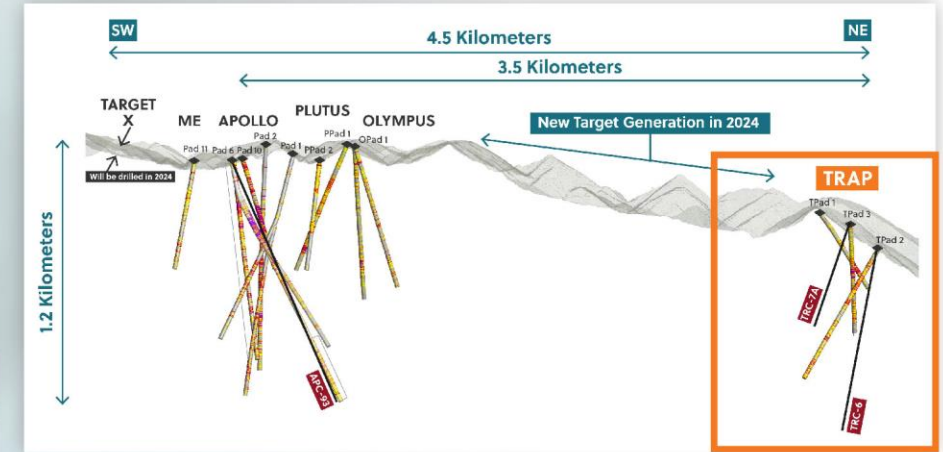 SW
NE
4.5 Kilometers
3.5 Kilometers
TARGET
X
ME
APOLLO
PLUTUS
OLYMPUS
Pad 11
Pad 6
Pad 10
Pad 2
Pad 1
PPad 2
PPad 1
OPad 1
Will be drilled in 2024
New Target Generation in 2024
TRAP
TPad 1
TPad 3
TPad 2
1.2 Kilometers
APC-93
TRC-7A
TRC-6